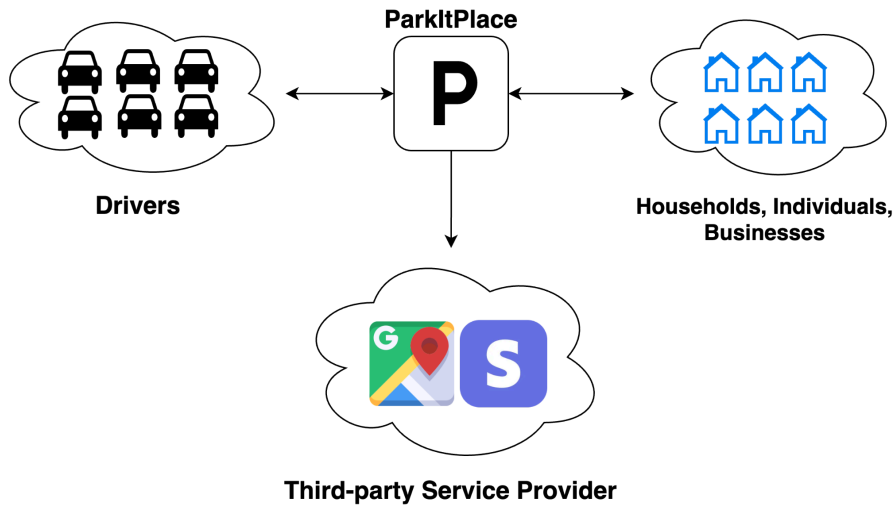 ParkItPlace
P
Drivers
Households, Individuals,
Businesses
G
S
Third-party Service Provider